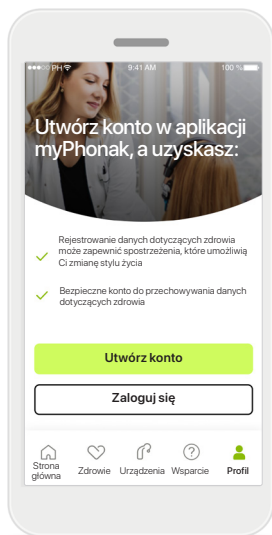 PH 9:41 AM 100 %
Utwórz konto w aplikacji
myPhonak, a uzyskasz:
Rejestrowanie danych dotyczących zdrowia
może zapewnić spostrzeżenia, które umożliwią
Ci zmianę stylu życia
Bezpieczne konto do przechowywania danych
dotyczących zdrowia
Utwórz konto
Zaloguj się
Strona
główna
Zdrowie
Urządzenia
Wsparcie
Profil